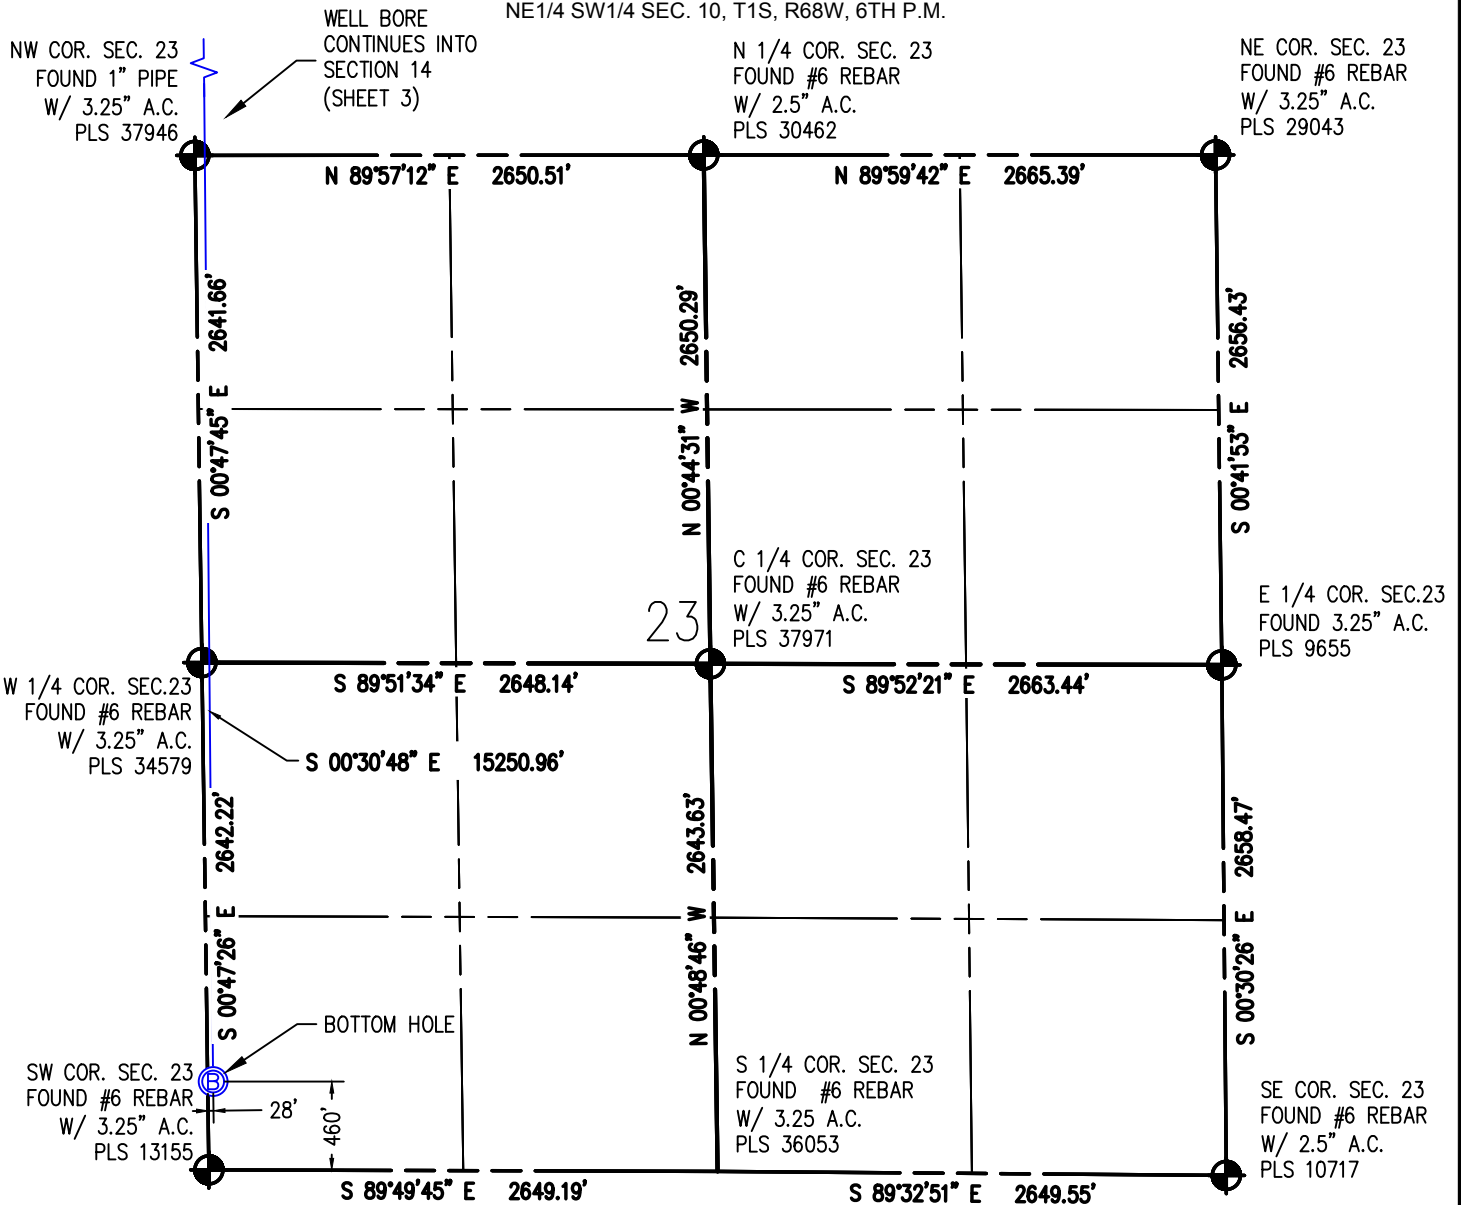 NE1/4 SW1/4 SEC. 10, T1S, R68W, 6TH P.M.
WELL BORE
CONTINUES INTO
SECTION 14
(SHEET 3)
NW COR. SEC. 23
FOUND 1" PIPE
W/ 3.25" A.C.
PLS 37946
N 1/4 COR. SEC. 23
FOUND #6 REBAR
W/ 2.5" A.C.
PLS 30462
NE COR. SEC. 23
FOUND #6 REBAR
W/ 3.25" A.C.
PLS 29043
N 89°57'12" E 2650.51'
N 89°59'42" E 2665.39'
S 00°47'45" E 2641.66'
N 00°44'31" W 2650.29'
S 00°41'53" E 2656.43'
C 1/4 COR. SEC. 23
FOUND #6 REBAR
W/ 3.25" A.C.
PLS 37971
23
E 1/4 COR. SEC.23
FOUND 3.25" A.C.
PLS 9655
W 1/4 COR. SEC.23
FOUND #6 REBAR
W/ 3.25" A.C.
PLS 34579
S 89°51'34" E 2648.14'
S 89°52'21" E 2663.44'
S 00°30'48" E 15250.96'
S 00°47'26" E 2642.22'
N 00°48'46" W 2643.63'
S 00°30'26" E 2658.47'
BOTTOM HOLE
B
28'
460'
SW COR. SEC. 23
FOUND #6 REBAR
W/ 3.25" A.C.
PLS 13155
S 1/4 COR. SEC. 23
FOUND #6 REBAR
W/ 3.25 A.C.
PLS 36053
SE COR. SEC. 23
FOUND #6 REBAR
W/ 2.5" A.C.
PLS 10717
S 89°49'45" E 2649.19'
S 89°32'51" E 2649.55'